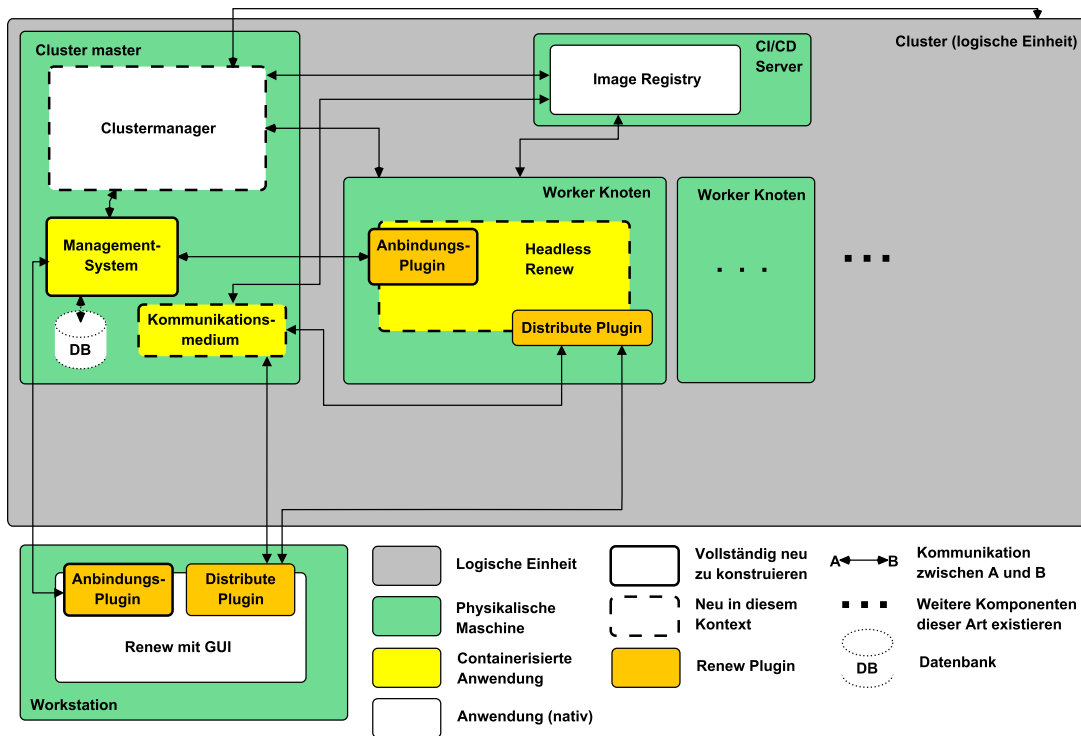 Cluster (logische Einheit)
Cluster master
Clustermanager
Management-
System
DB
Kommunikations-
medium
CI/CD
Server
Image Registry
Worker Knoten
Anbindungs-
Plugin
Headless
Renew
Distribute Plugin
Worker Knoten
Anbindungs-
Plugin
Distribute
Plugin
Renew mit GUI
Workstation
Logische Einheit
Physikalische
Maschine
Containerisierte
Anwendung
Anwendung (nativ)
Vollständig neu
zu konstruieren
Neu in diesem
Kontext
Renew Plugin
A B
Kommunikation
zwischen A und B
Weitere Komponenten
dieser Art existieren
DB
Datenbank